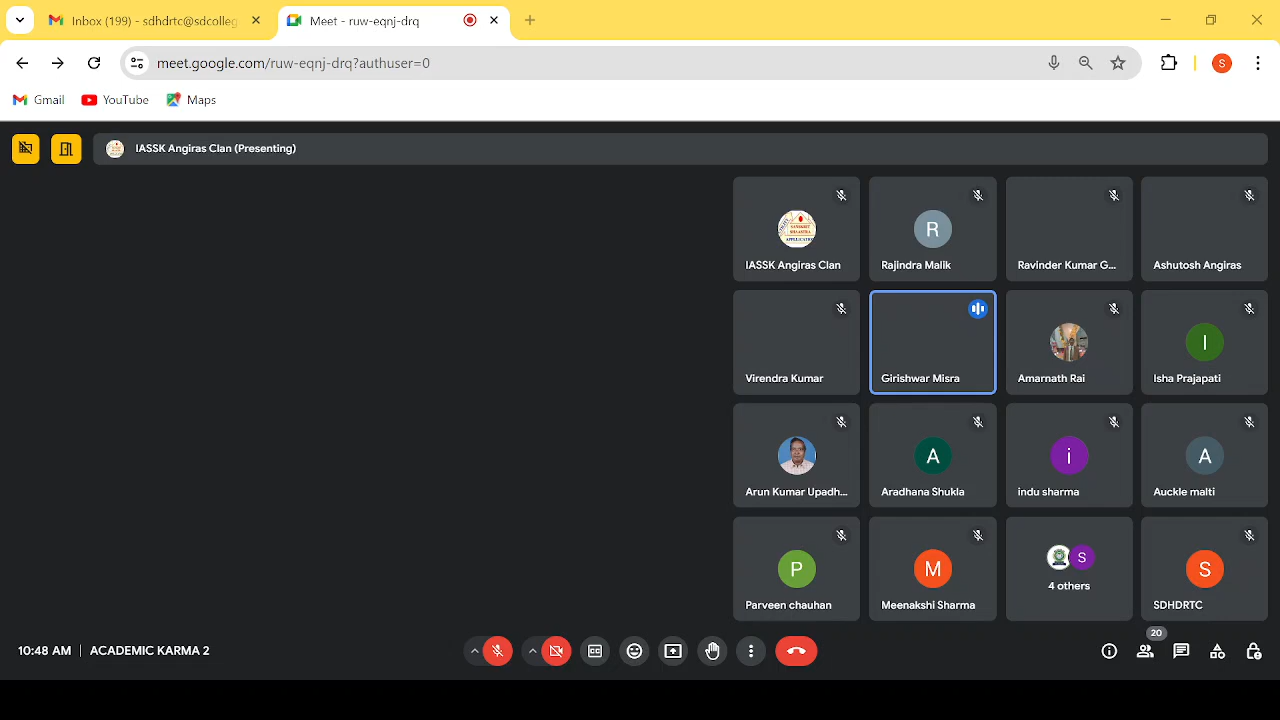 Inbox (199) - sdhdrtc@sdcolleg
Meet - ruw-eqnj-drq
meet.google.com/ruw-eqnj-drq?authuser=0
S
Gmail
YouTube
Maps
IASSK Angiras Clan (Presenting)
SANSKRIT
SHAASTRA
APPLICATION
R
IASSK Angiras Clan
Rajindra Malik
Ravinder Kumar G...
Ashutosh Angiras
I
Virendra Kumar
Girishwar Misra
Amarnath Rai
Isha Prajapati
A
i
A
Arun Kumar Upadh...
Aradhana Shukla
indu sharma
Auckle malti
P
M
S
4 others
S
Parveen chauhan
Meenakshi Sharma
SDHDRTC
10:48 AM
ACADEMIC KARMA 2
20